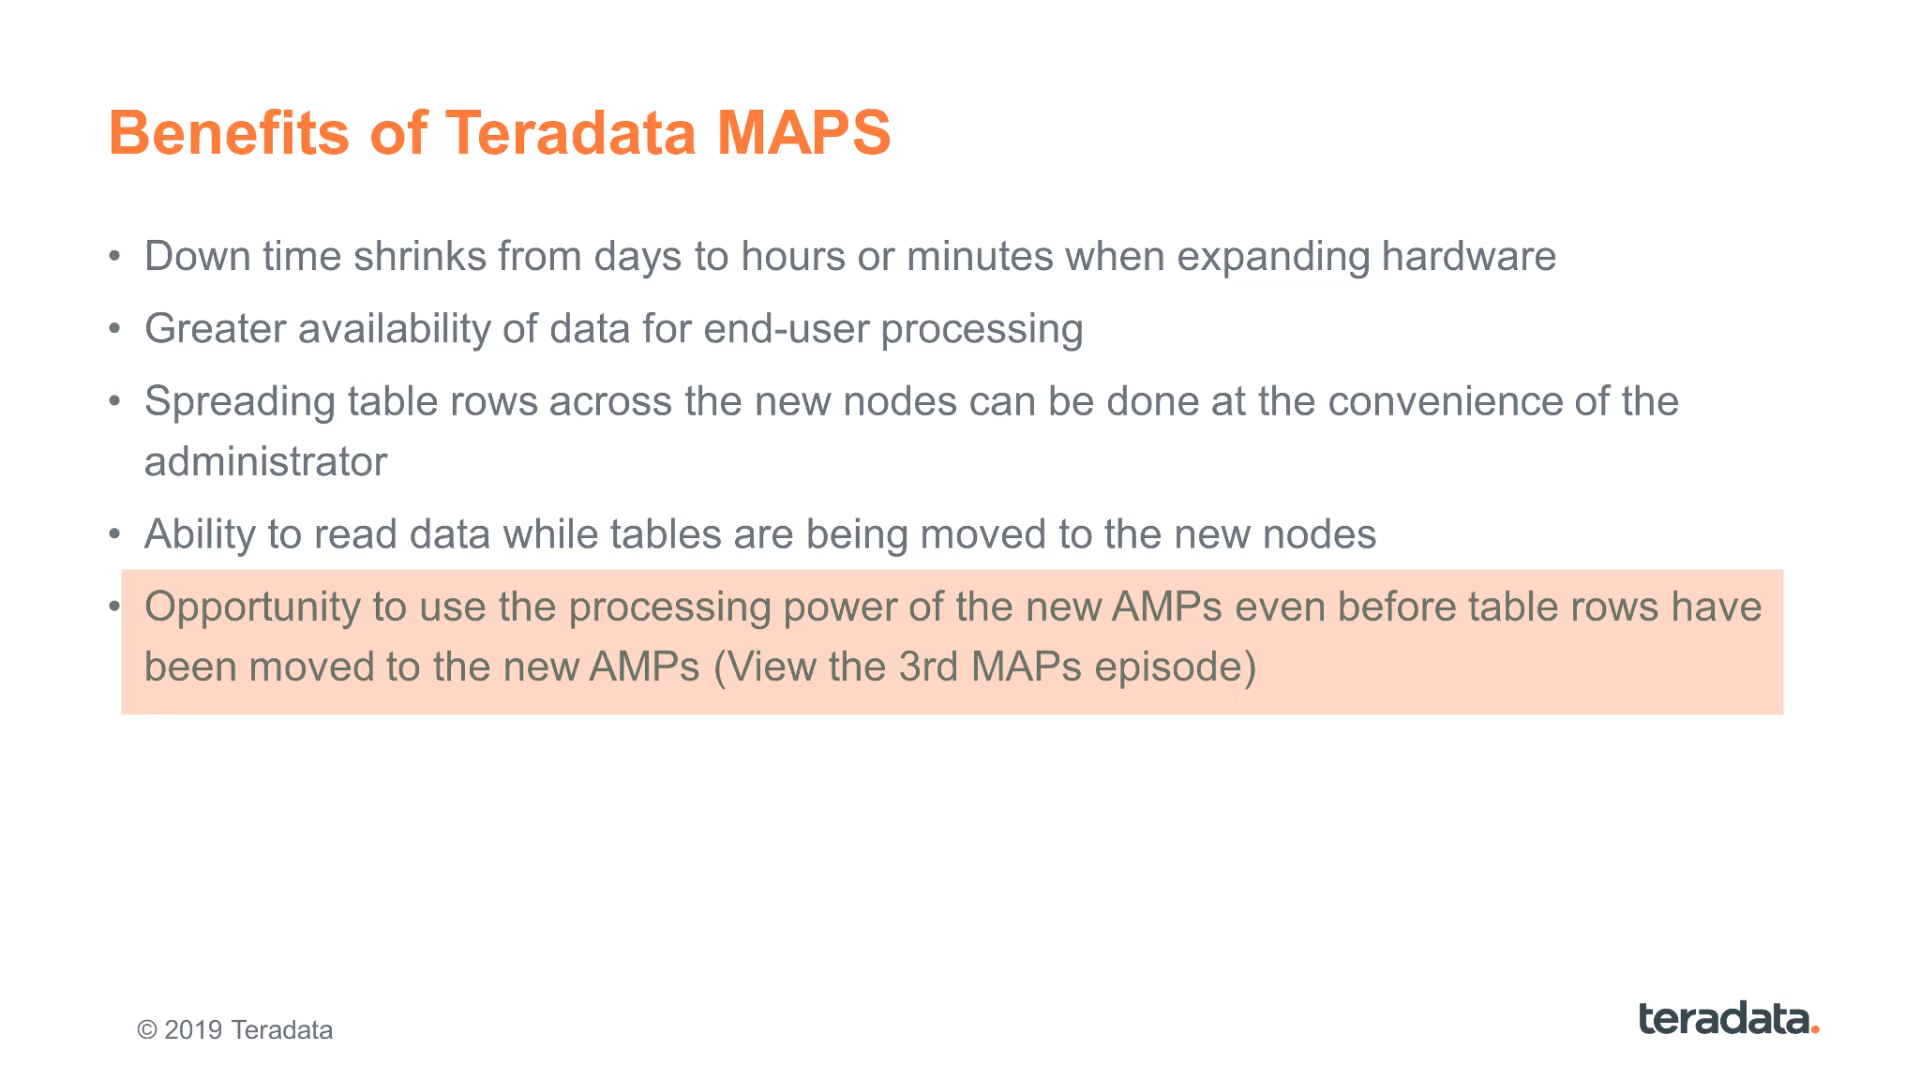 Benefits of Teradata MAPS
• Down time shrinks from days to hours or minutes when expanding hardware
• Greater availability of data for end-user processing
• Spreading table rows across the new nodes can be done at the convenience of the
administrator
• Ability to read data while tables are being moved to the new nodes
• Opportunity to use the processing power of the new AMPs even before table rows have
been moved to the new AMPs (View the 3rd MAPs episode)
© 2019 Teradata
teradata.